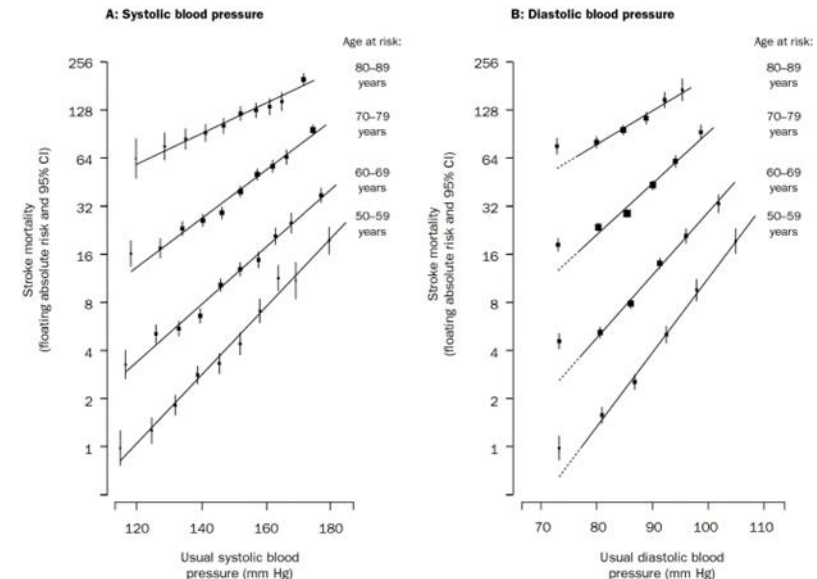 A: Systolic blood pressure
Age at risk:
256
128
64
32
16
8
4
2
1
80–89
years
70–79
years
60–69
years
50–59
years
Stroke mortality
(floating absolute risk and 95% CI)
120
140
160
180
Usual systolic blood
pressure (mm Hg)
B: Diastolic blood pressure
Age at risk:
256
128
64
32
16
8
4
2
1
80–89
years
70–79
years
60–69
years
50–59
years
Stroke mortality
(floating absolute risk and 95% CI)
70
80
90
100
110
Usual diastolic blood
pressure (mm Hg)